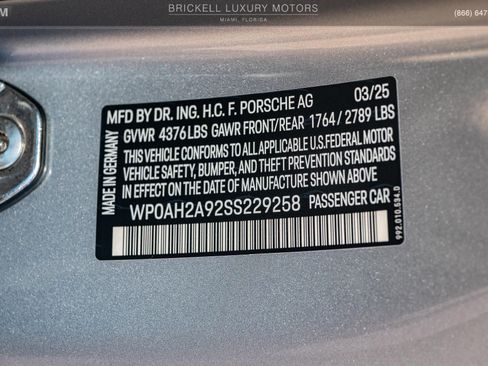 M
BRICKELL LUXURY MOTORS
MIAMI, FLORIDA
(866) 647
MFD BY DR. ING. H.C. F. PORSCHE AG 03/25
GVWR 4376LBS GAWR FRONT/REAR 1764 / 2789 LBS
THIS VEHICLE CONFORMS TO ALL APPLICABLE U.S.FEDERAL MOTOR
VEHICLE SAFETY, BUMPER, AND THEFT PREVENTION STANDARDS
IN EFFECT ON THE DATE OF MANUFACTURE SHOWN ABOVE
WP0AH2A92SS229258 PASSENGER CAR
MADE IN GERMANY
992.010.534.D